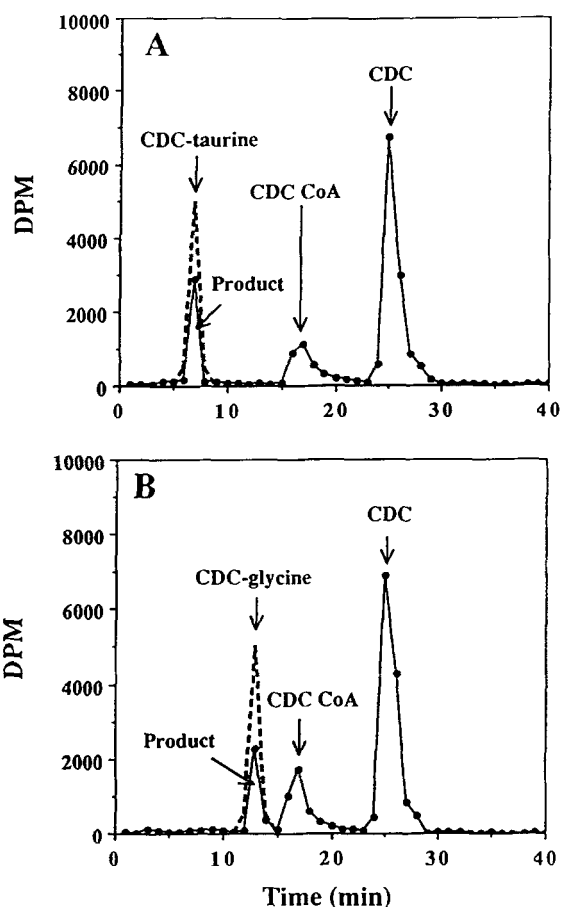 A
10000
8000
6000
4000
2000
0
DPM
CDC
CDC-taurine
CDC CoA
Product
0 10 20 30 40
B
10000
8000
6000
4000
2000
0
DPM
CDC
CDC-glycine
CDC CoA
Product
0 10 20 30 40
Time (min)